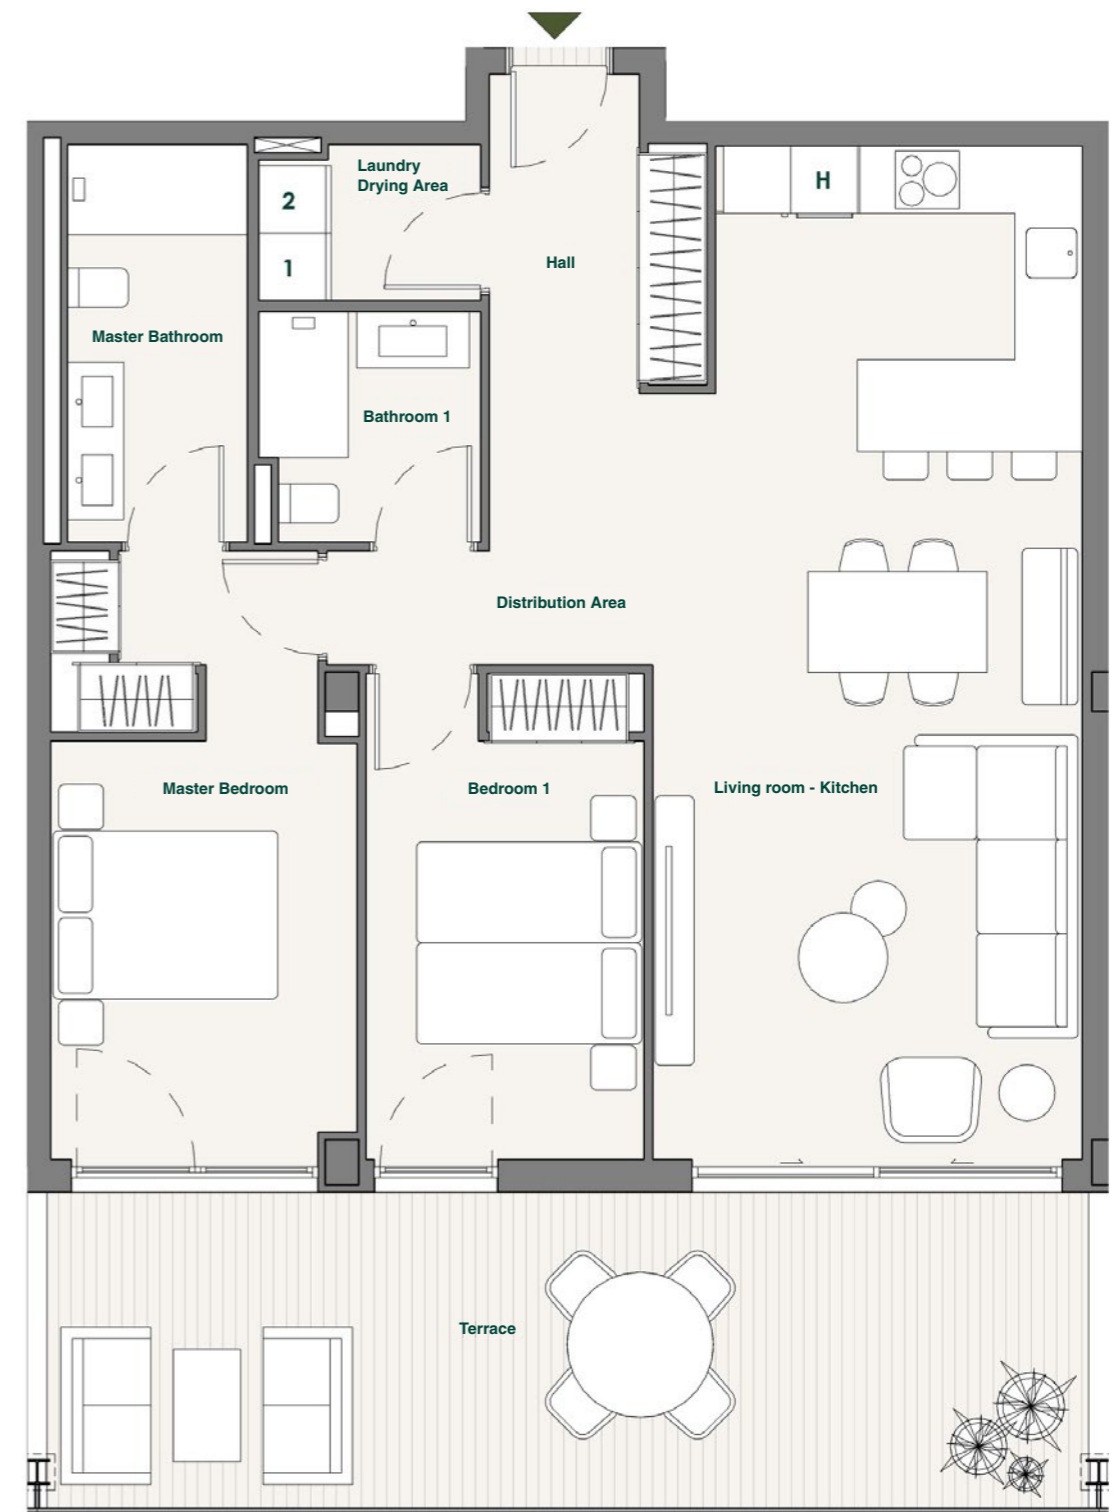 Laundry
Drying Area
2
H
1
Hall
Master Bathroom
Bathroom 1
Distribution Area
Master Bedroom
Bedroom 1
Living room - Kitchen
Terrace